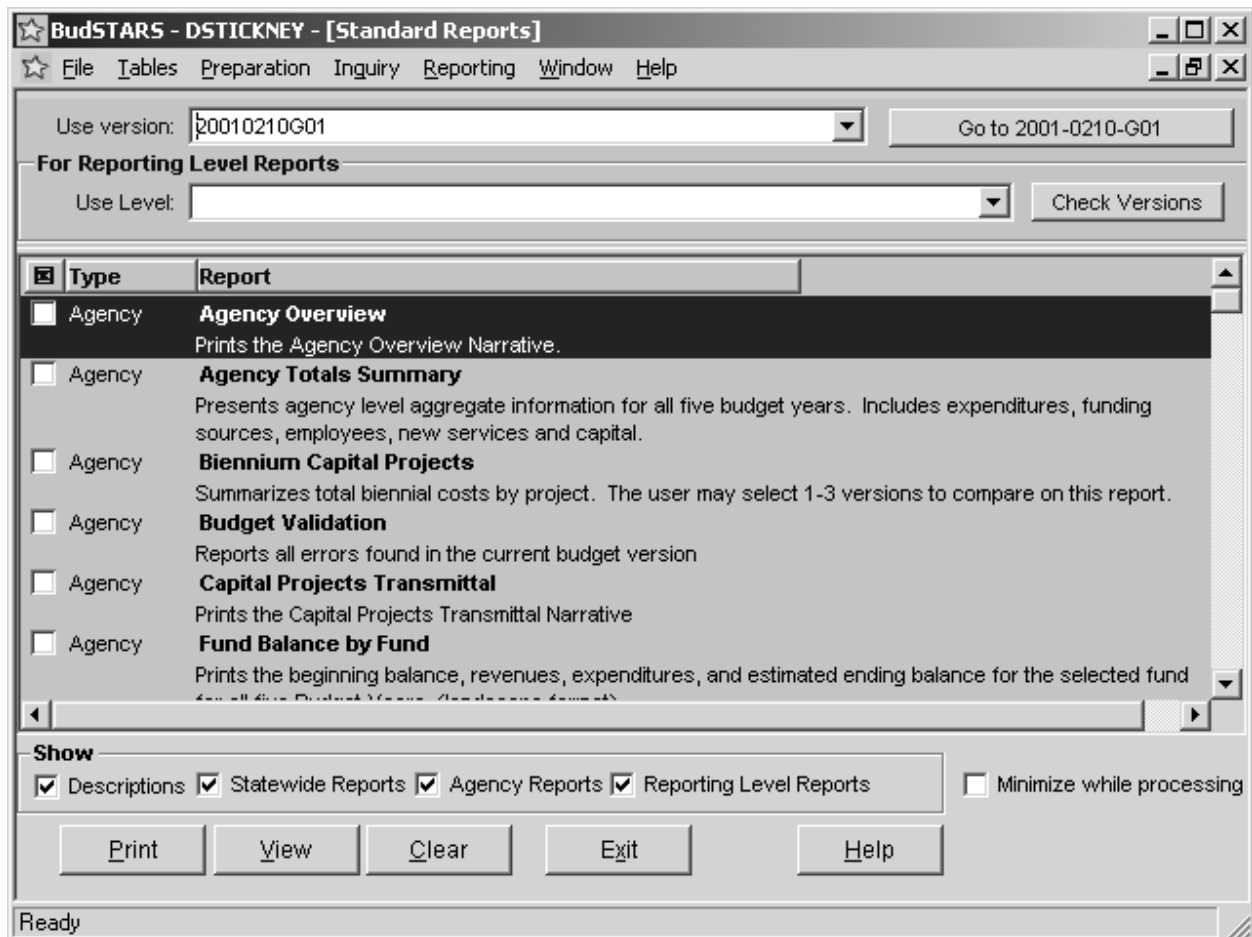 BudSTARS - DSTICKNEY - [Standard Reports]
File Tables Preparation Inquiry Reporting Window Help
Use version: 20010210G01 Go to 2001-0210-G01
For Reporting Level Reports
Use Level: Check Versions
Type Report
Agency Agency Overview
Prints the Agency Overview Narrative.
Agency Agency Totals Summary
Presents agency level aggregate information for all five budget years. Includes expenditures, funding
sources, employees, new services and capital.
Agency Biennium Capital Projects
Summarizes total biennial costs by project. The user may select 1-3 versions to compare on this report.
Agency Budget Validation
Reports all errors found in the current budget version
Agency Capital Projects Transmittal
Prints the Capital Projects Transmittal Narrative
Agency Fund Balance by Fund
Prints the beginning balance, revenues, expenditures, and estimated ending balance for the selected fund
for all five Budget Years. (landscape format)
Show
Descriptions Statewide Reports Agency Reports Reporting Level Reports Minimize while processing
Print View Clear Exit Help
Ready